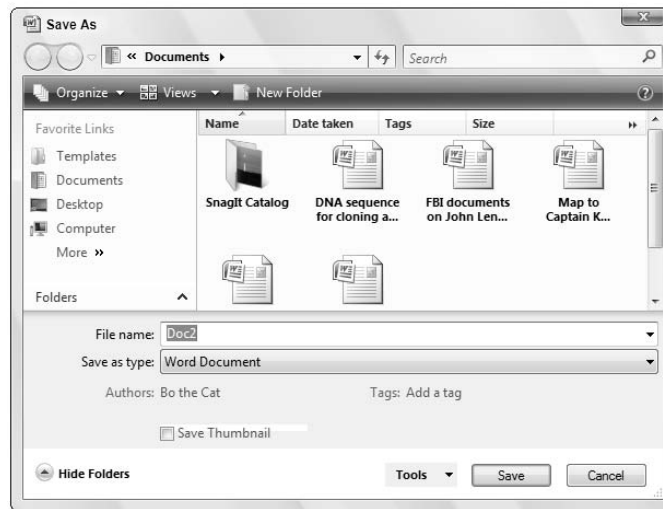 Save As
« Documents
Search
Organize Views New Folder
Favorite Links
Templates
Documents
Desktop
Computer
More »
Folders
Name Date taken Tags Size »
SnagIt Catalog
DNA sequence
for cloning a...
FBI documents
on John Len...
Map to
Captain K...
File name: Doc2
Save as type: Word Document
Authors: Bo the Cat Tags: Add a tag
Save Thumbnail
Hide Folders Tools Save Cancel